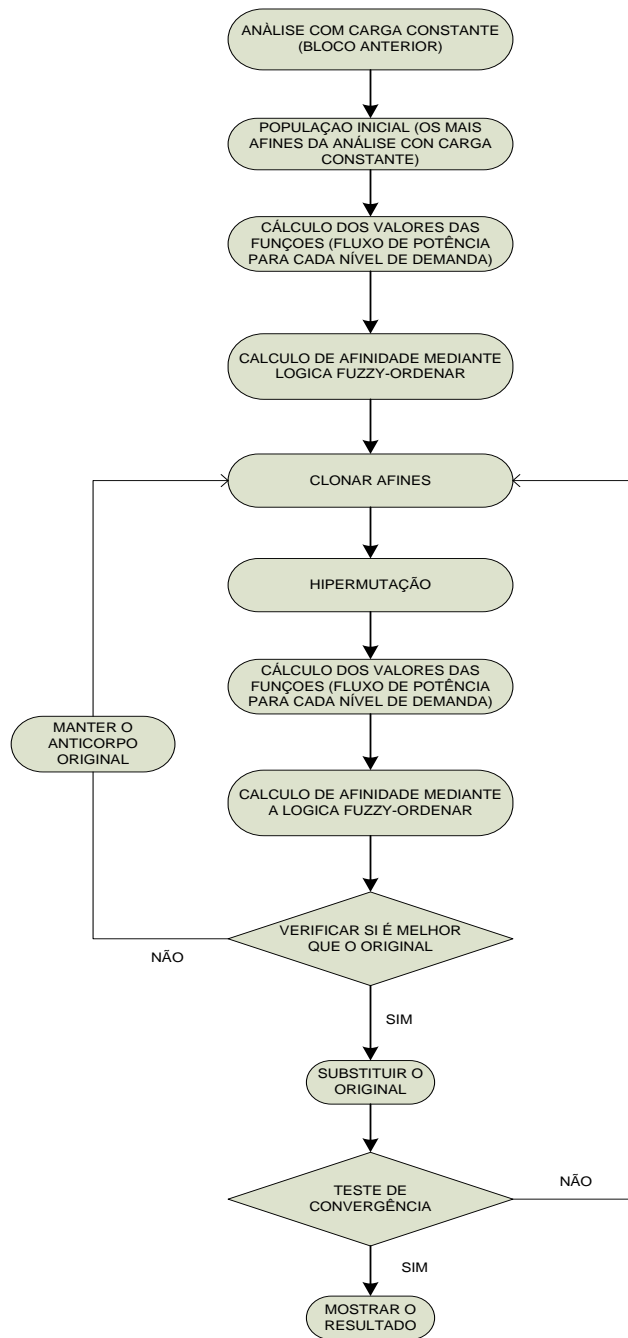 ANÀLISE COM CARGA CONSTANTE
(BLOCO ANTERIOR)
POPULAÇAO INICIAL (OS MAIS
AFINES DA ANÁLISE CON CARGA
CONSTANTE)
CÁLCULO DOS VALORES DAS
FUNÇOES (FLUXO DE POTÊNCIA
PARA CADA NÍVEL DE DEMANDA)
CALCULO DE AFINIDADE MEDIANTE
LOGICA FUZZY-ORDENAR
CLONAR AFINES
HIPERMUTAÇÃO
CÁLCULO DOS VALORES DAS
FUNÇOES (FLUXO DE POTÊNCIA
PARA CADA NÍVEL DE DEMANDA)
MANTER O
ANTICORPO
ORIGINAL
CALCULO DE AFINIDADE MEDIANTE
A LOGICA FUZZY-ORDENAR
VERIFICAR SI É MELHOR
QUE O ORIGINAL
NÃO
SIM
SUBSTITUIR O
ORIGINAL
TESTE DE
CONVERGÊNCIA
NÃO
SIM
MOSTRAR O
RESULTADO